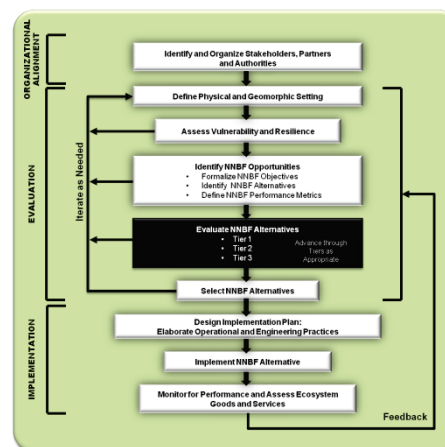 ORGANIZATIONAL
ALIGNMENT
Identify and Organize Stakeholders, Partners
and Authorities
EVALUATION
Iterate as Needed
Define Physical and Geomorphic Setting
Assess Vulnerability and Resilience
Identify NNBF Opportunities
• Formalize NNBF Objectives
• Identify NNBF Alternatives
• Define NNBF Performance Metrics
Evaluate NNBF Alternatives
• Tier 1
• Tier 2
• Tier 3
Advance through
Tiers as
Appropriate
Select NNBF Alternatives
IMPLEMENTATION
Design Implementation Plan:
Elaborate Operational and Engineering Practices
Implement NNBF Alternative
Monitor for Performance and Assess Ecosystem
Goods and Services
Feedback